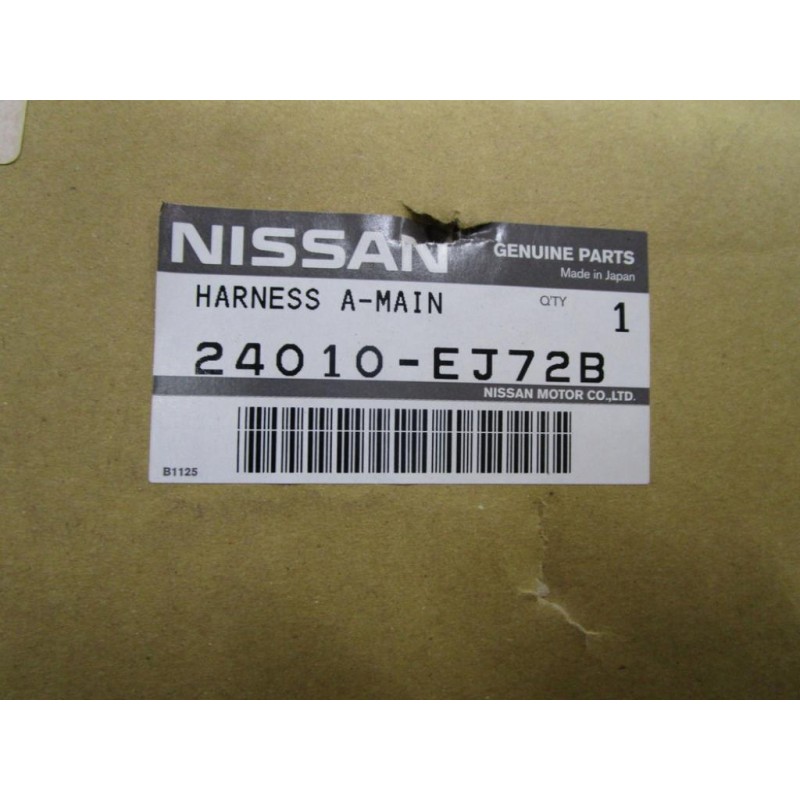 NISSAN GENUINE PARTS
Made in Japan
HARNESS A-MAIN Q'TY 1
24010-EJ72B
NISSAN MOTOR CO.,LTD.
B1125